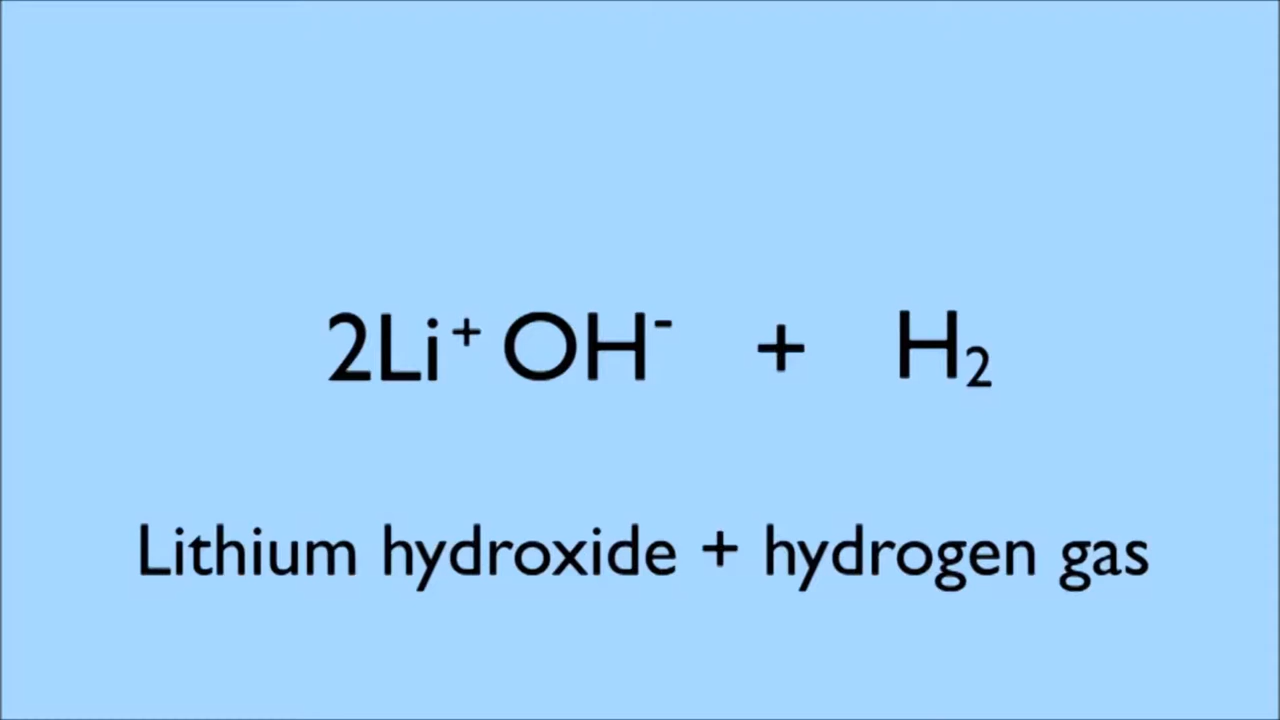 2Li⁺ OH⁻ + H₂
Lithium hydroxide + hydrogen gas